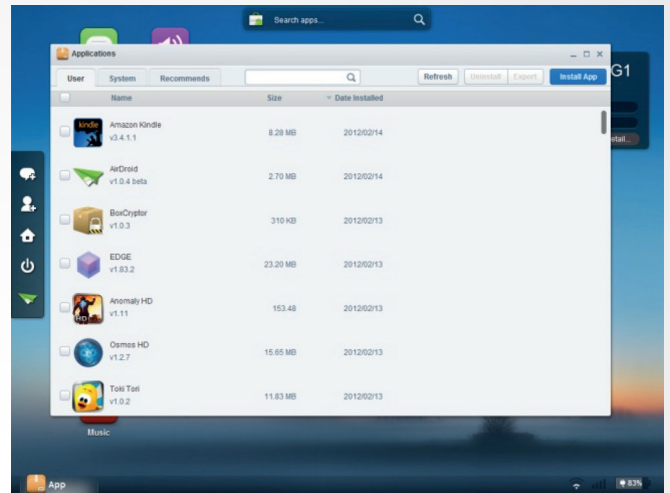 Search apps...
Applications
G1
User System Recommends
Refresh Uninstall Export Install App
Name Size Date Installed
etail...
kindle
Amazon Kindle
v3.4.1.1
8.28 MB 2012/02/14
AirDroid
v1.0.4 beta
2.70 MB 2012/02/14
BoxCryptor
v1.0.3
310 KB 2012/02/13
EDGE
v1.83.2
23.20 MB 2012/02/13
HD
Anomaly HD
v1.11
153.48 2012/02/13
Osmos HD
v1.2.7
15.65 MB 2012/02/13
Toki Tori
v1.0.2
11.83 MB 2012/02/13
Music
App
83%